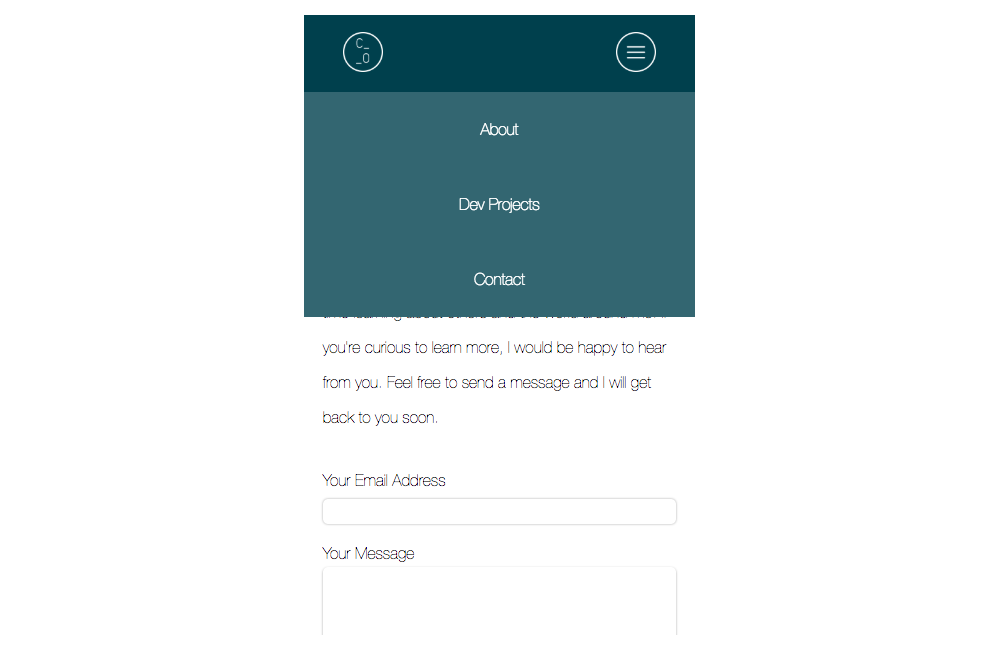 C_
_O
About
Dev Projects
Contact
you're curious to learn more, I would be happy to hear
from you. Feel free to send a message and I will get
back to you soon.
Your Email Address
Your Message